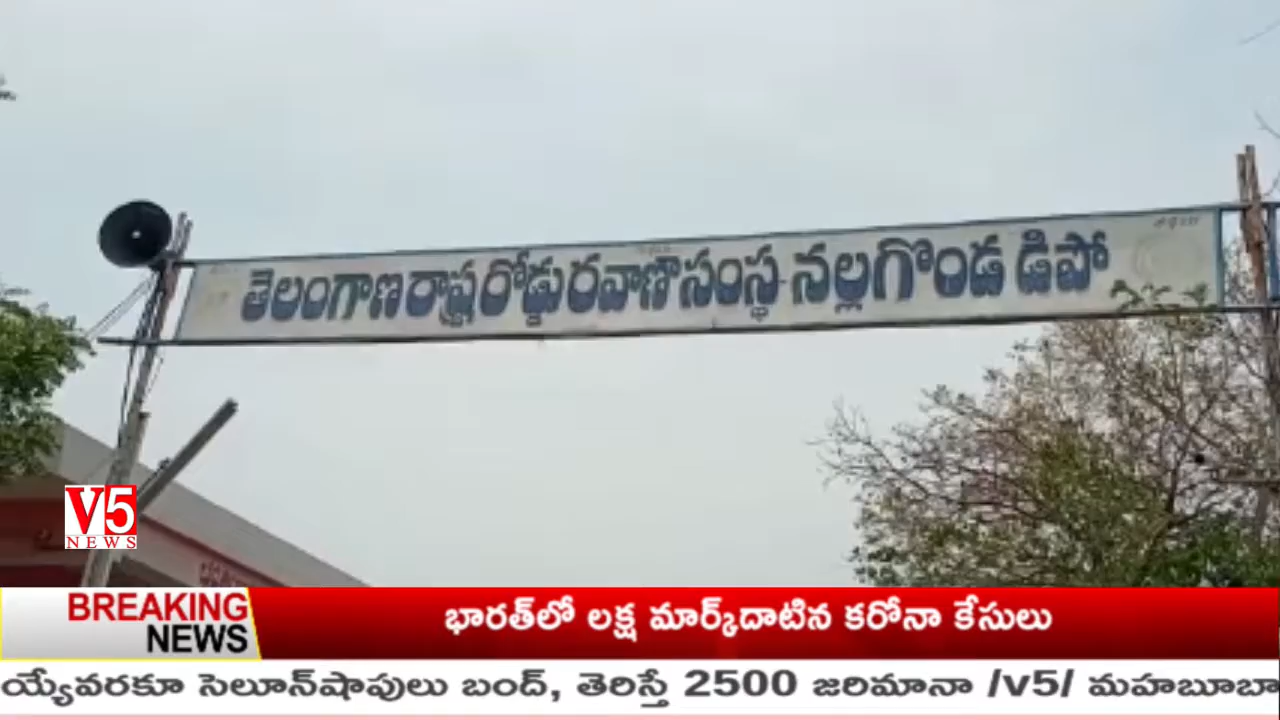 తెలంగాణ రాష్ట్ర రోడ్డు రవాణా సంస్థ - నల్లగొండ డిపో
V5
NEWS
BREAKING
NEWS
భారత్‌లో లక్ష మార్క్‌దాటిన కరోనా కేసులు
య్యేవరకూ సెలూన్‌షాపులు బంద్, తెరిస్తే 2500 జరిమానా /v5/ మహబూబా